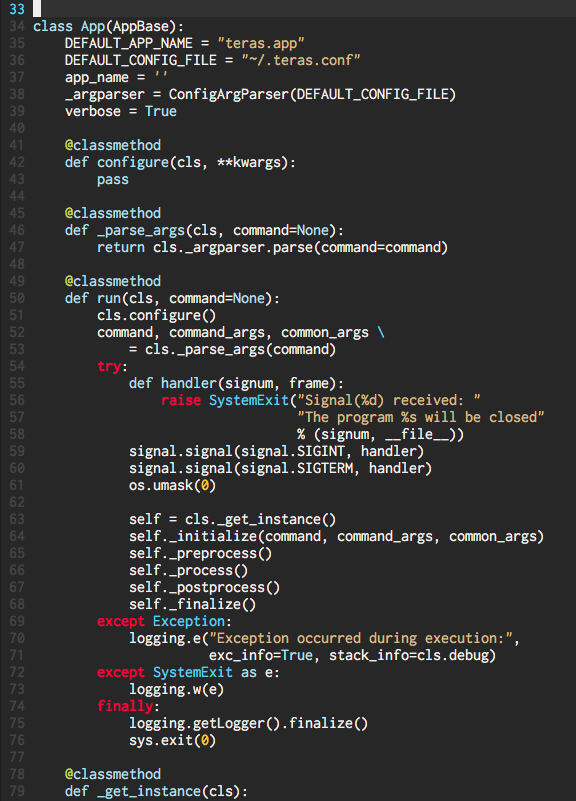 33
34 class App(AppBase):
35     DEFAULT_APP_NAME = "teras.app"
36     DEFAULT_CONFIG_FILE = "~/.teras.conf"
37     app_name = ''
38     _argparser = ConfigArgParser(DEFAULT_CONFIG_FILE)
39     verbose = True
40
41     @classmethod
42     def configure(cls, **kwargs):
43         pass
44
45     @classmethod
46     def _parse_args(cls, command=None):
47         return cls._argparser.parse(command=command)
48
49     @classmethod
50     def run(cls, command=None):
51         cls.configure()
52         command, command_args, common_args \
53             = cls._parse_args(command)
54         try:
55             def handler(signum, frame):
56                 raise SystemExit("Signal(%d) received: "
57                                  "The program %s will be closed"
58                                  % (signum, __file__))
59             signal.signal(signal.SIGINT, handler)
60             signal.signal(signal.SIGTERM, handler)
61             os.umask(0)
62
63             self = cls._get_instance()
64             self._initialize(command, command_args, common_args)
65             self._preprocess()
66             self._process()
67             self._postprocess()
68             self._finalize()
69         except Exception:
70             logging.e("Exception occurred during execution:",
71                       exc_info=True, stack_info=cls.debug)
72         except SystemExit as e:
73             logging.w(e)
74         finally:
75             logging.getLogger().finalize()
76             sys.exit(0)
77
78     @classmethod
79     def _get_instance(cls):